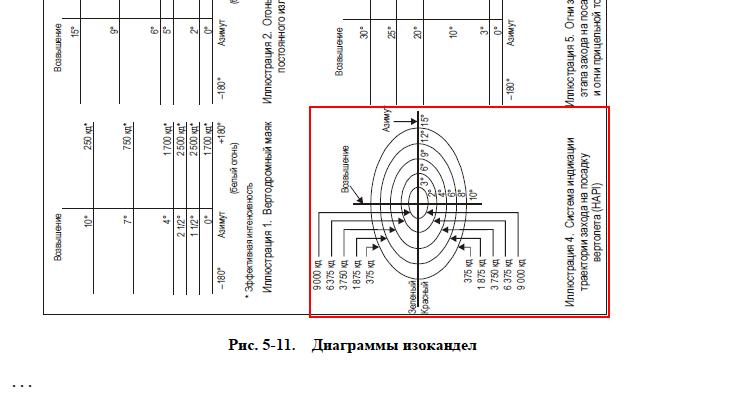 Возвышение
15°
9°
6°
5°
2°
0°
Азимут
–180°
Иллюстрация 2. Огонь
постоянного изл
Возвышение
30°
25°
20°
10°
3°
0°
Азимут
–180°
Иллюстрация 5. Огни з
этапа захода на поса
и огни прицельной то
Возвышение
10°
7°
4°
2 1/2°
1 1/2°
0°
–180°
Азимут
+180°
250 кд*
750 кд*
1 700 кд*
2 500 кд*
2 500 кд*
1 700 кд*
(Белый огонь)
* Эффективная интенсивность
Иллюстрация 1. Вертодромный маяк
Азимут
Возвышение
3° 6° 9° 12° 15°
2° 4° 6° 8° 10°
9 000 кд
6 375 кд
3 750 кд
1 875 кд
375 кд
Зеленый
Красный
375 кд
1 875 кд
3 750 кд
6 375 кд
9 000 кд
Иллюстрация 4. Система индикации
траектории захода на посадку
вертолета (HAPI)
Рис. 5-11. Диаграммы изокандел
. . .